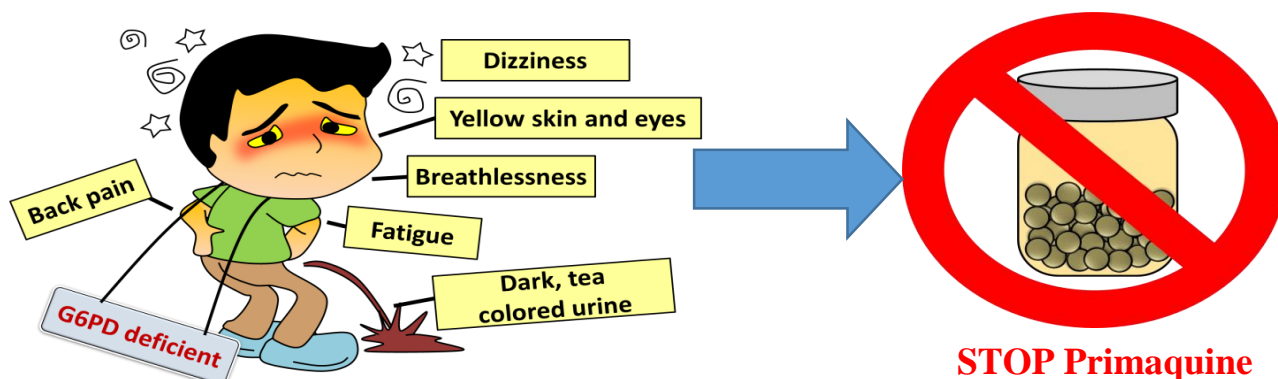 Dizziness
Yellow skin and eyes
Breathlessness
Back pain
Fatigue
Dark, tea
colored urine
G6PD deficient
STOP Primaquine